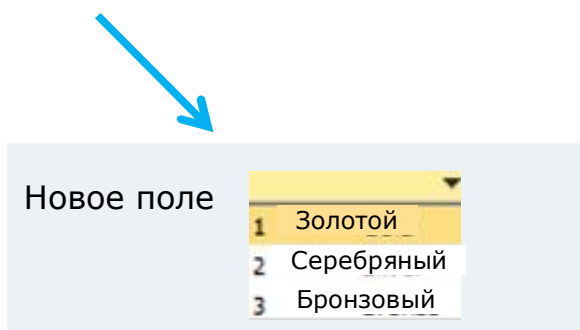 Новое поле
1 Золотой
2 Серебряный
3 Бронзовый